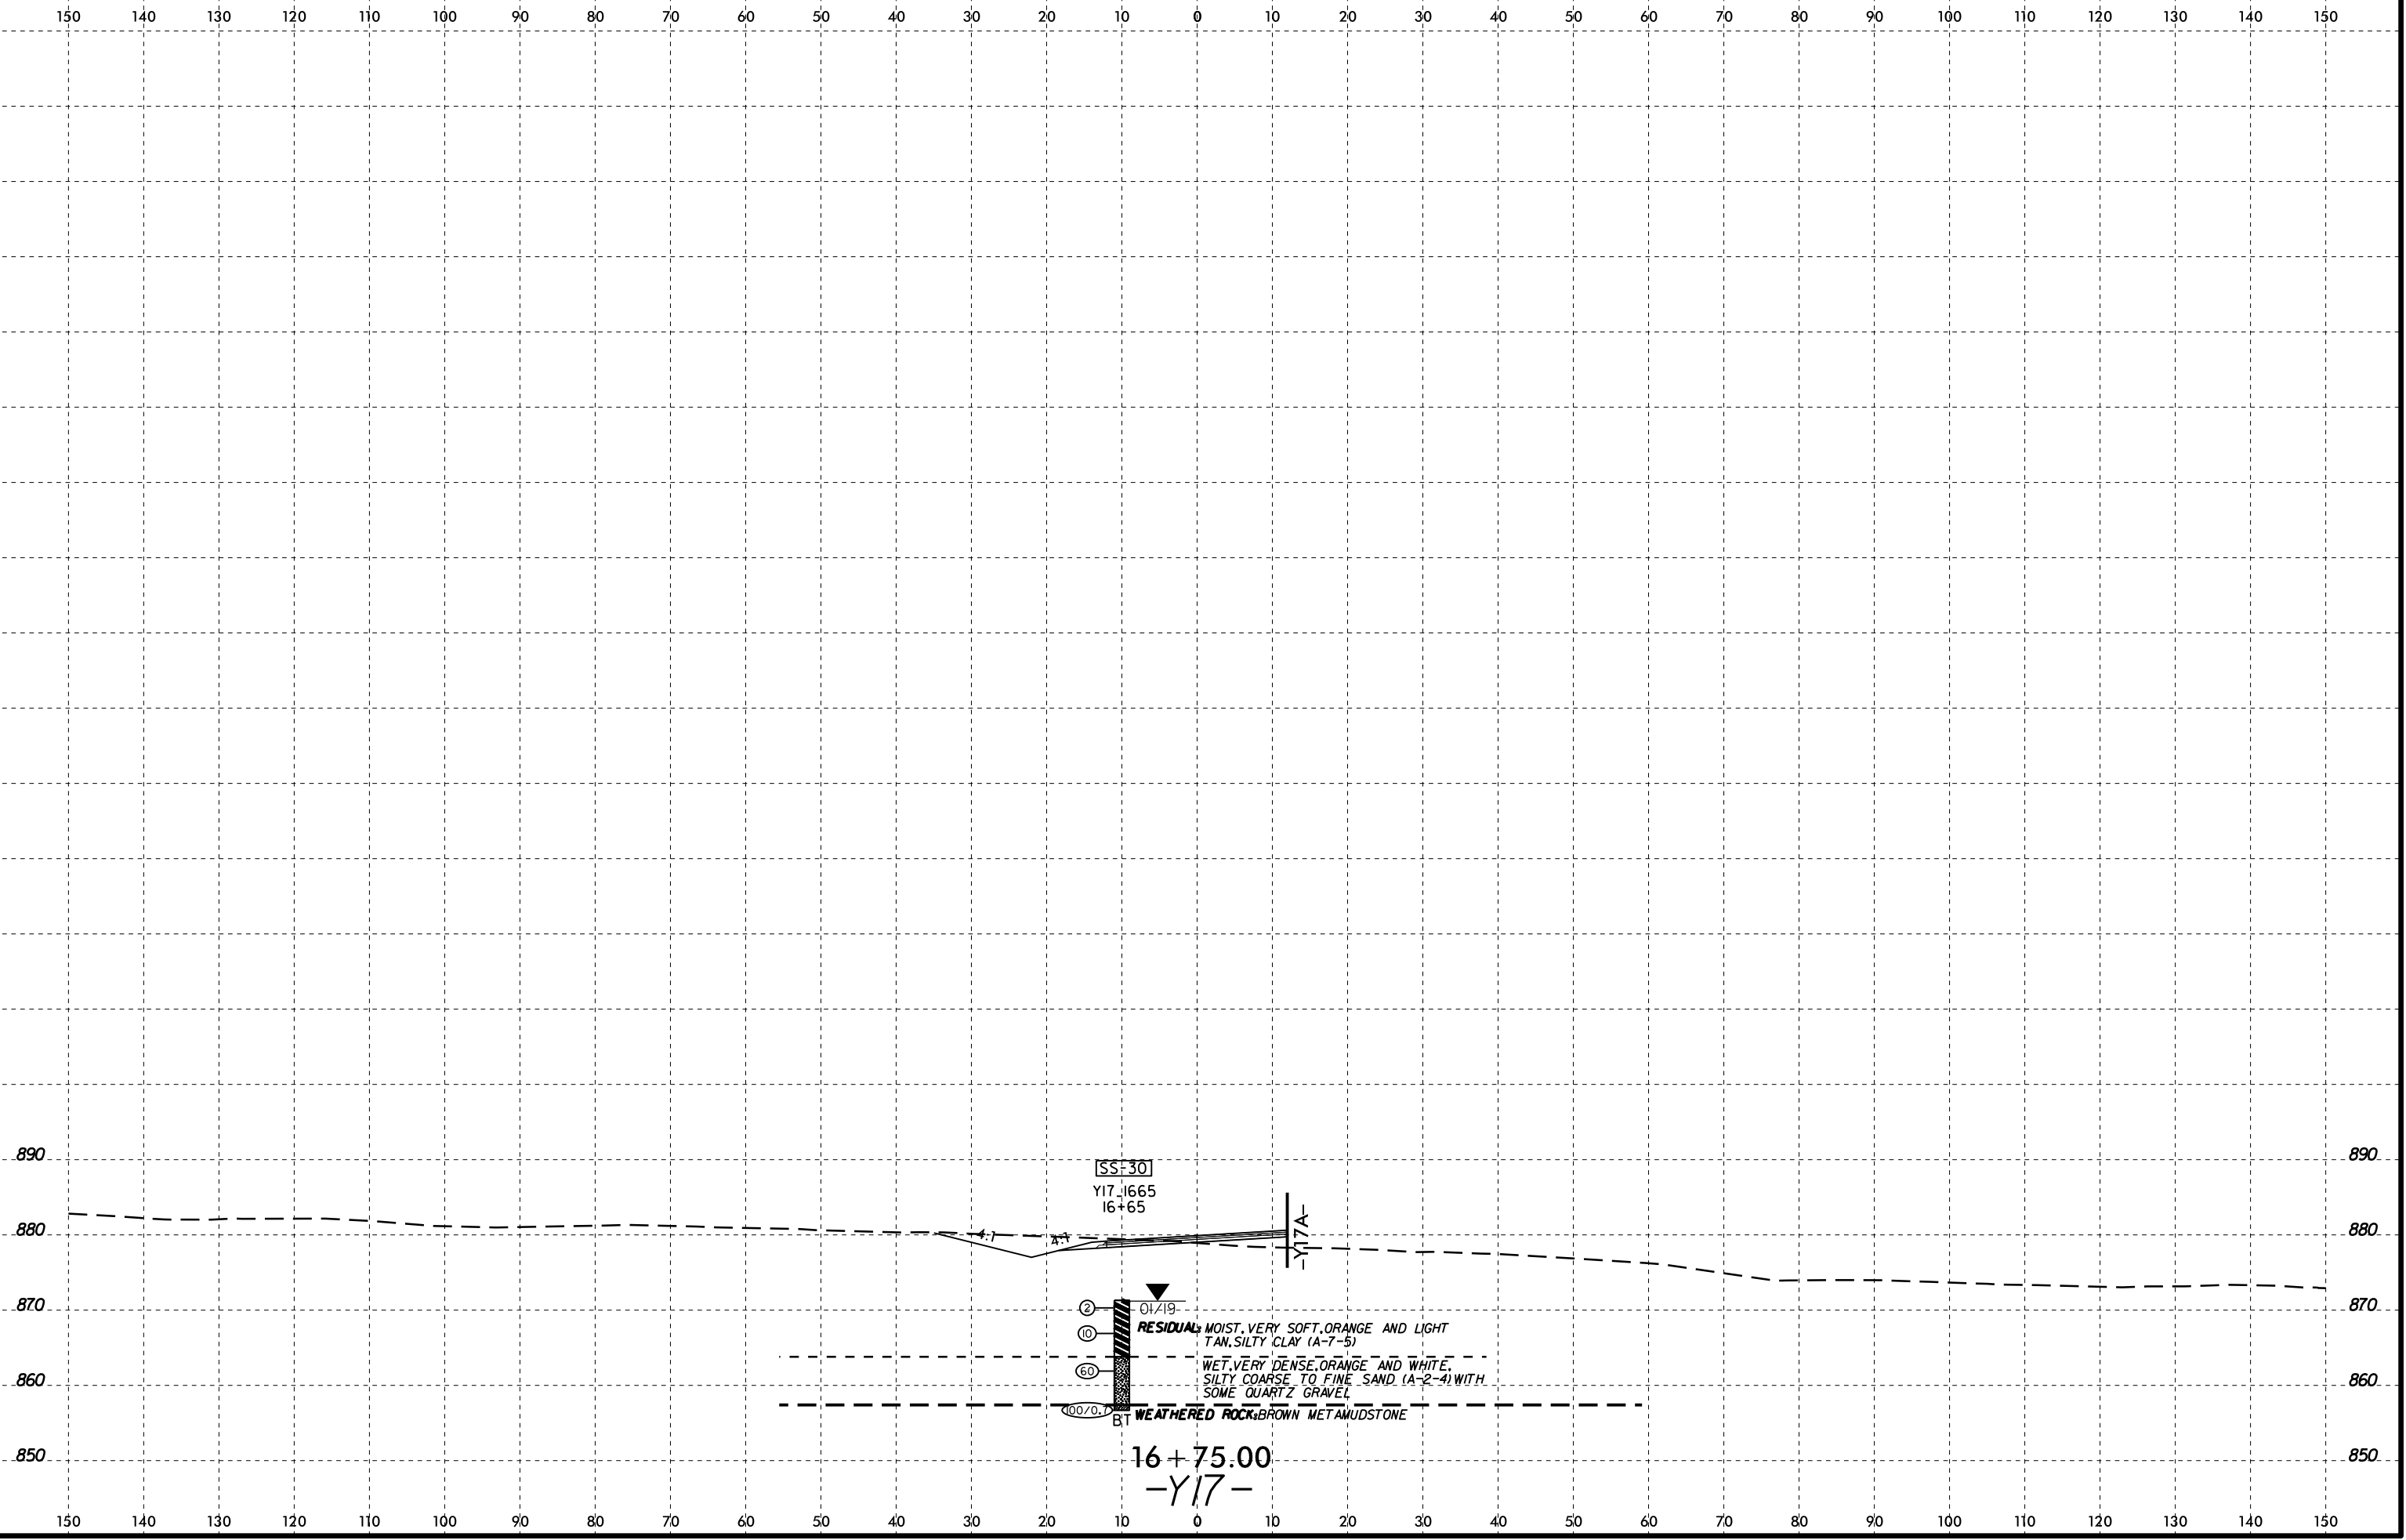 150 140 130 120 110 100 90 80 70 60 50 40 30 20 10 0 10 20 30 40 50 60 70 80 90 100 110 120 130 140 150
890 890
SS-30
Y17_1665
16+65
880 880
4:1 4:1
-Y17A-
870 870
2 01/19
10 RESIDUAL: MOIST, VERY SOFT, ORANGE AND LIGHT
TAN, SILTY CLAY (A-7-5)
60 WET, VERY DENSE, ORANGE AND WHITE,
SILTY COARSE TO FINE SAND (A-2-4) WITH
SOME QUARTZ GRAVEL
860 860
100/0.7 BT WEATHERED ROCK: BROWN METAMUDSTONE
850 850
16+75.00
-Y17-
150 140 130 120 110 100 90 80 70 60 50 40 30 20 10 0 10 20 30 40 50 60 70 80 90 100 110 120 130 140 150